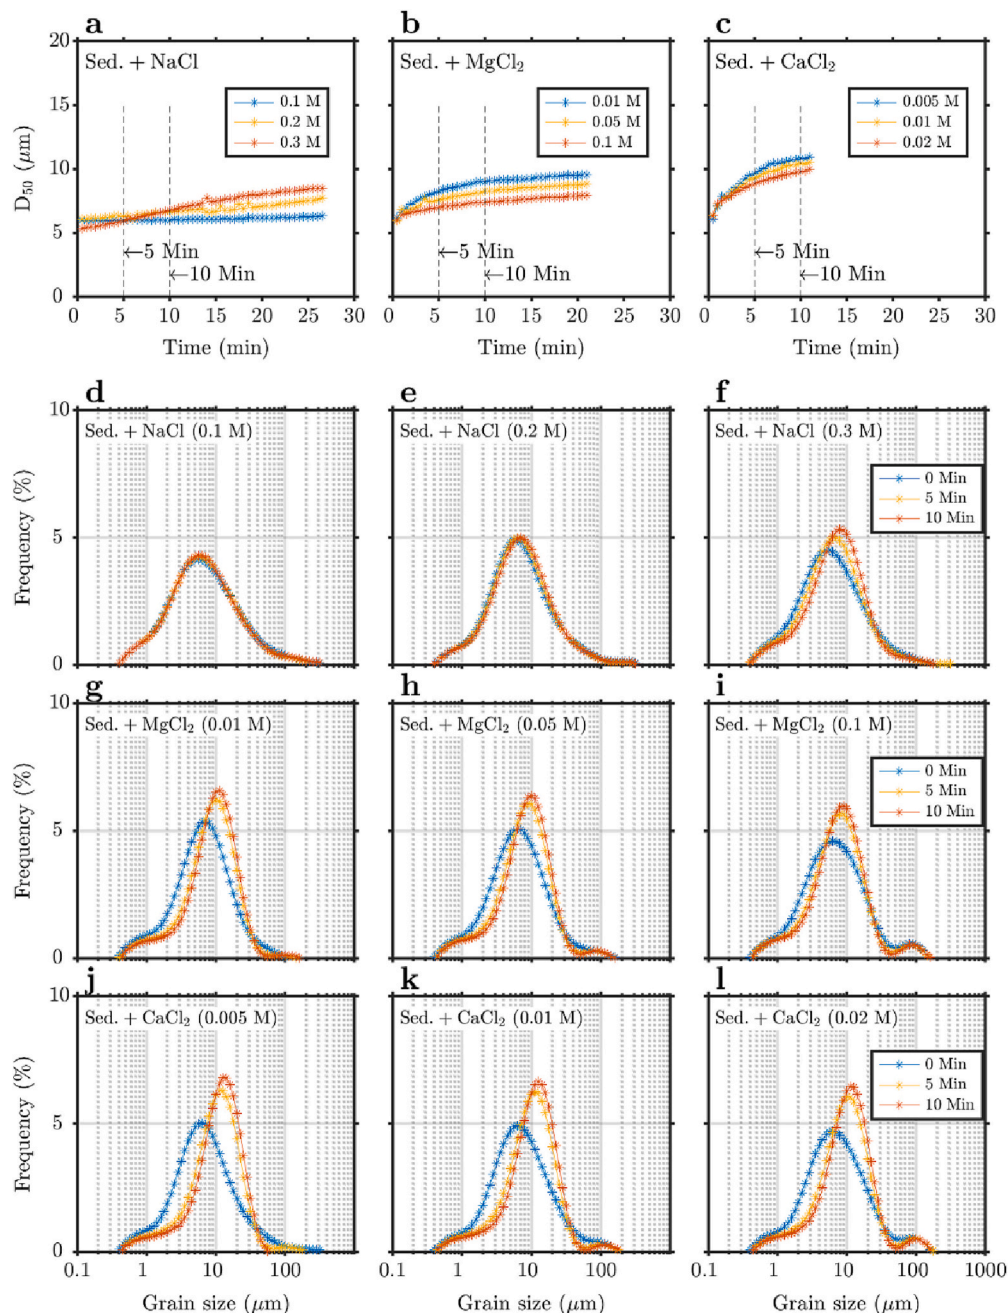 a
b
c
20
15
10
5
0
D50 (μm)
Sed. + NaCl
0.1 M
0.2 M
0.3 M
←5 Min
←10 Min
0 5 10 15 20 25 30
Time (min)
Sed. + MgCl2
0.01 M
0.05 M
0.1 M
←5 Min
←10 Min
0 5 10 15 20 25 30
Time (min)
Sed. + CaCl2
0.005 M
0.01 M
0.02 M
←5 Min
←10 Min
0 5 10 15 20 25 30
Time (min)
d
e
f
10
5
0
Frequency (%)
Sed. + NaCl (0.1 M)
Sed. + NaCl (0.2 M)
Sed. + NaCl (0.3 M)
0 Min
5 Min
10 Min
g
h
i
10
5
0
Frequency (%)
Sed. + MgCl2 (0.01 M)
Sed. + MgCl2 (0.05 M)
Sed. + MgCl2 (0.1 M)
0 Min
5 Min
10 Min
j
k
l
10
5
0
Frequency (%)
Sed. + CaCl2 (0.005 M)
Sed. + CaCl2 (0.01 M)
Sed. + CaCl2 (0.02 M)
0 Min
5 Min
10 Min
0.1 1 10 100
0.1 1 10 100
0.1 1 10 100 1000
Grain size (μm)
Grain size (μm)
Grain size (μm)